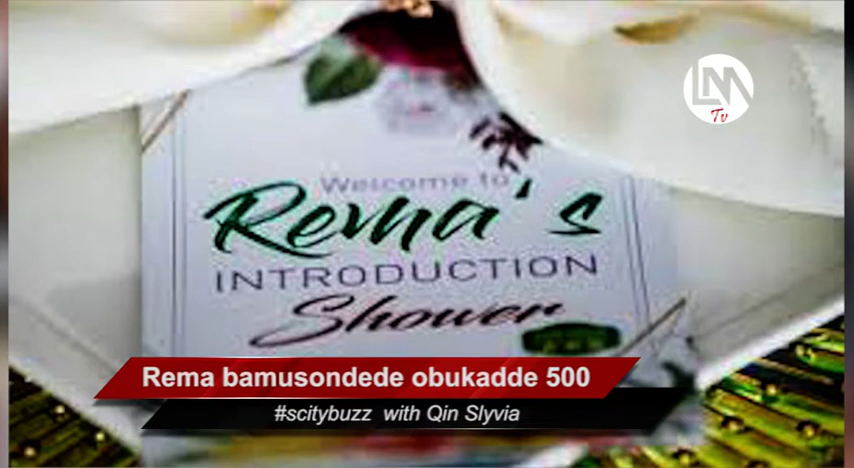 LM
Tv
Welcome to
Rema's
INTRODUCTION
Shower
Rema bamusondede obukadde 500
#scitybuzz with Qin Slyvia